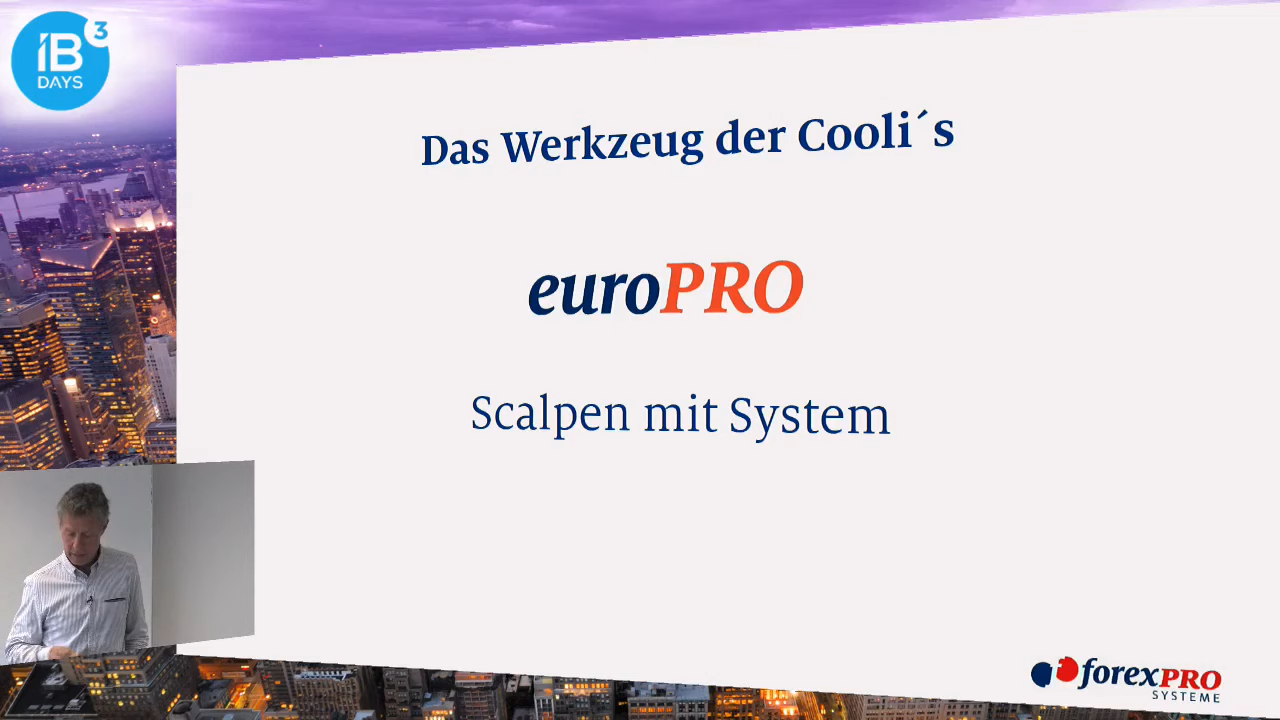 iB 3
DAYS
Das Werkzeug der Cooli´s
euroPRO
Scalpen mit System
forexPRO
SYSTEME